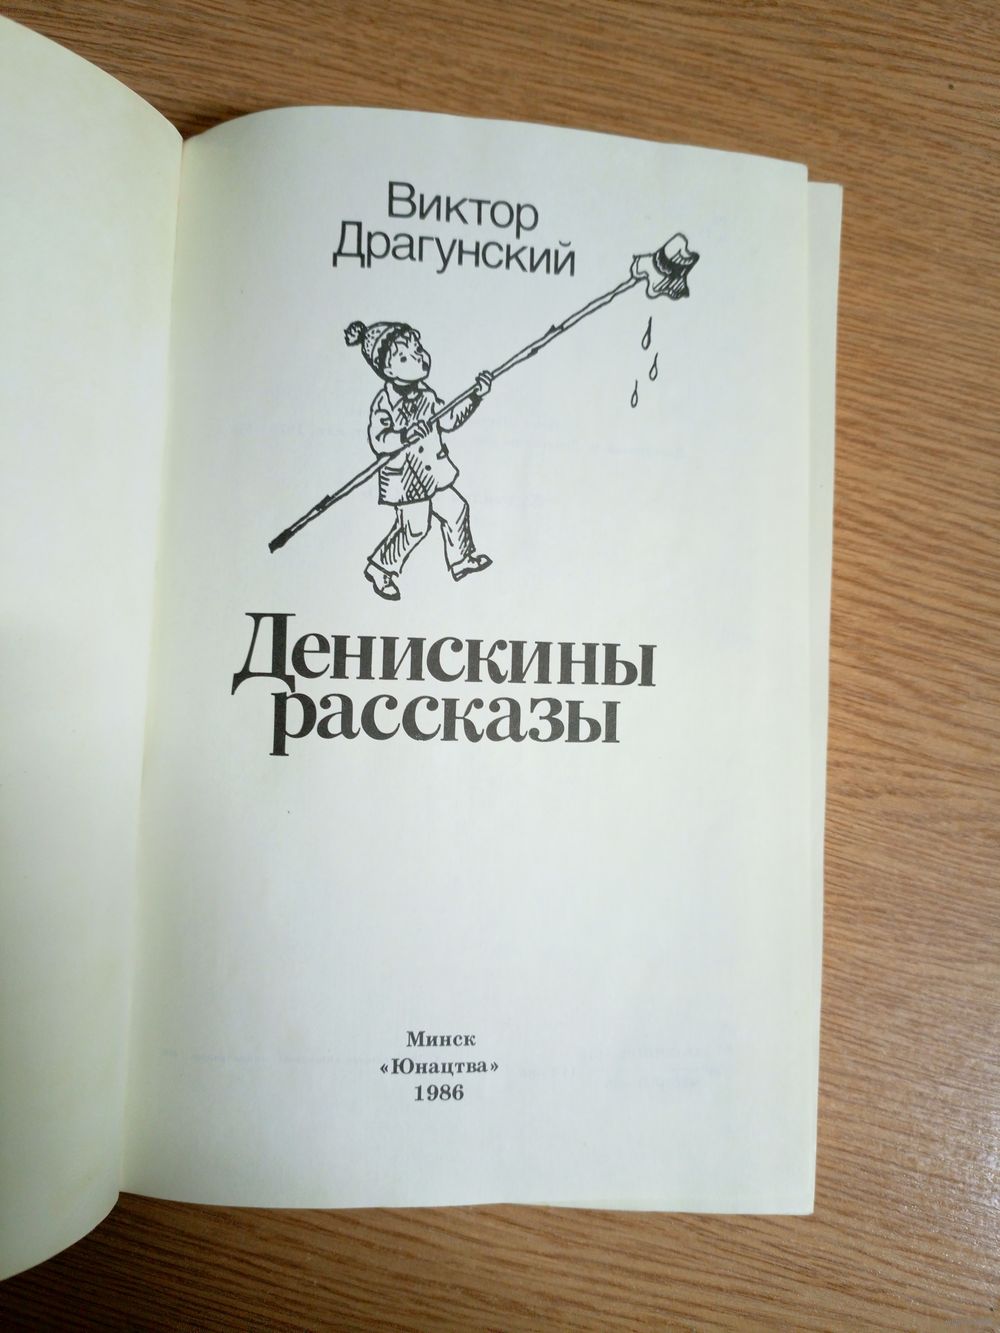 Виктор
Драгунский
Денискины
рассказы
Минск
«Юнацтва»
1986